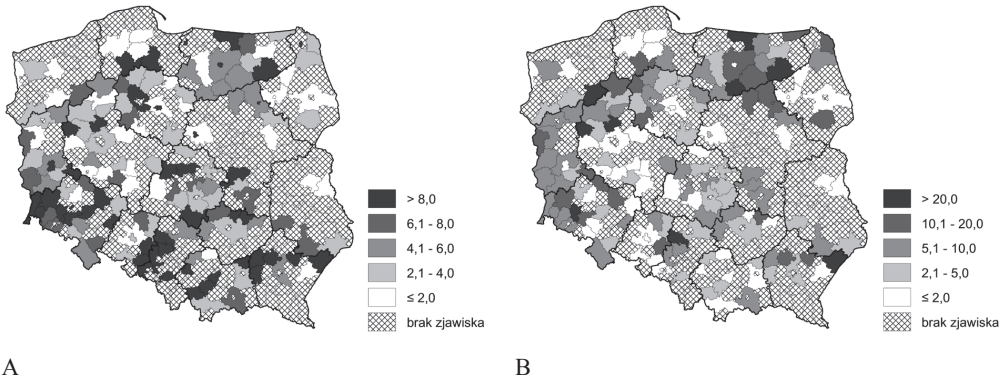 > 8,0
6,1 - 8,0
4,1 - 6,0
2,1 - 4,0
≤ 2,0
brak zjawiska
A
> 20,0
10,1 - 20,0
5,1 - 10,0
2,1 - 5,0
≤ 2,0
brak zjawiska
B